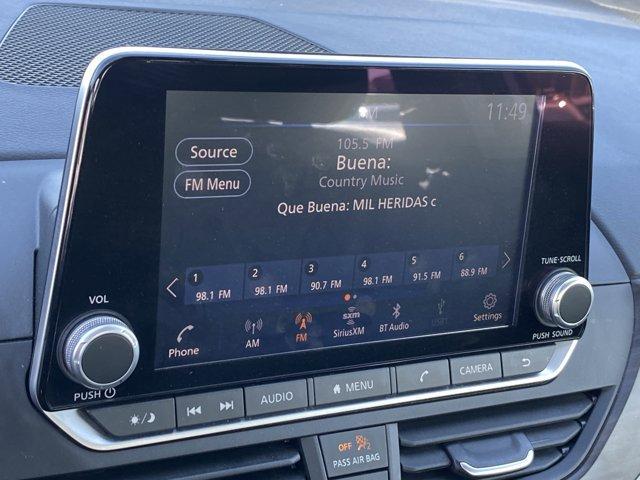 11:49
105.5 FM
Source
Buena:
Country Music
FM Menu
Que Buena: MIL HERIDAS c
1 2 3 4 5 6
98.1 FM 98.1 FM 90.7 FM 98.1 FM 91.5 FM 88.9 FM
Phone AM FM SiriusXM BT Audio USB1 Settings
sxm
VOL
TUNE·SCROLL
PUSH
PUSH SOUND
AUDIO MENU CAMERA
OFF 2
PASS AIR BAG